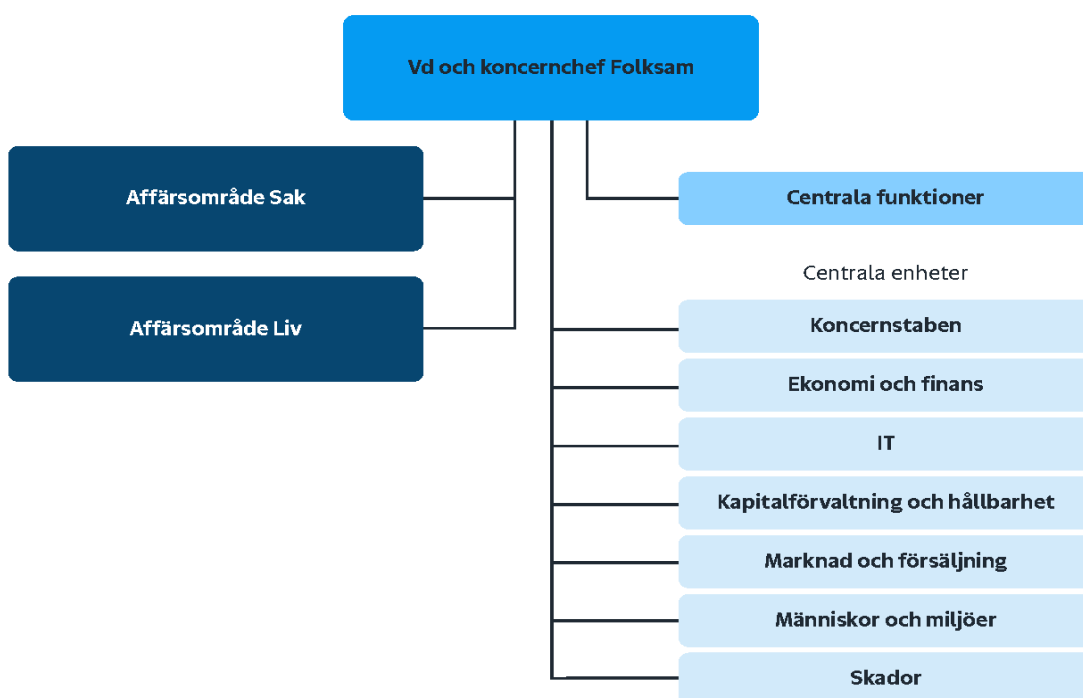 Vd och koncernchef Folksam
Affärsområde Sak
Affärsområde Liv
Centrala funktioner
Centrala enheter
Koncernstaben
Ekonomi och finans
IT
Kapitalförvaltning och hållbarhet
Marknad och försäljning
Människor och miljöer
Skador